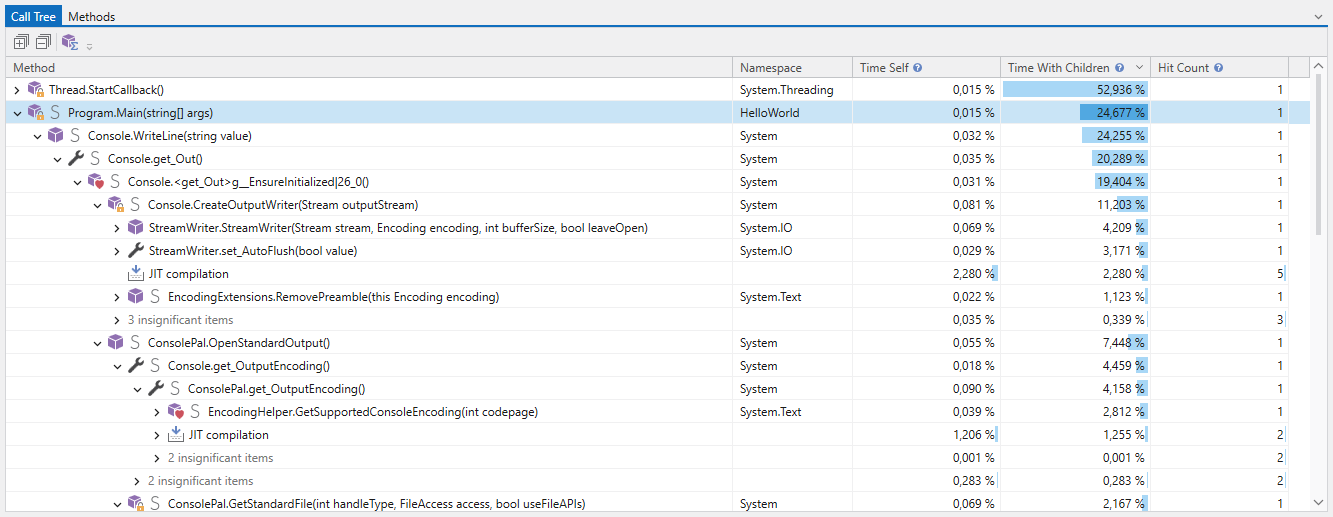 Call Tree Methods
Method Namespace Time Self Time With Children Hit Count
Thread.StartCallback() System.Threading 0,015 % 52,936 % 1
S Program.Main(string[] args) HelloWorld 0,015 % 24,677 % 1
S Console.WriteLine(string value) System 0,032 % 24,255 % 1
S Console.get_Out() System 0,035 % 20,289 % 1
S Console.<get_Out>g__EnsureInitialized|26_0() System 0,031 % 19,404 % 1
S Console.CreateOutputWriter(Stream outputStream) System 0,081 % 11,203 % 1
StreamWriter.StreamWriter(Stream stream, Encoding encoding, int bufferSize, bool leaveOpen) System.IO 0,069 % 4,209 % 1
StreamWriter.set_AutoFlush(bool value) System.IO 0,029 % 3,171 % 1
JIT compilation 2,280 % 2,280 % 5
S EncodingExtensions.RemovePreamble(this Encoding encoding) System.Text 0,022 % 1,123 % 1
3 insignificant items 0,035 % 0,339 % 3
S ConsolePal.OpenStandardOutput() System 0,055 % 7,448 % 1
S Console.get_OutputEncoding() System 0,018 % 4,459 % 1
S ConsolePal.get_OutputEncoding() System 0,090 % 4,158 % 1
S EncodingHelper.GetSupportedConsoleEncoding(int codepage) System.Text 0,039 % 2,812 % 1
JIT compilation 1,206 % 1,255 % 2
2 insignificant items 0,001 % 0,001 % 2
2 insignificant items 0,283 % 0,283 % 2
S ConsolePal.GetStandardFile(int handleType, FileAccess access, bool useFileAPIs) System 0,069 % 2,167 % 1